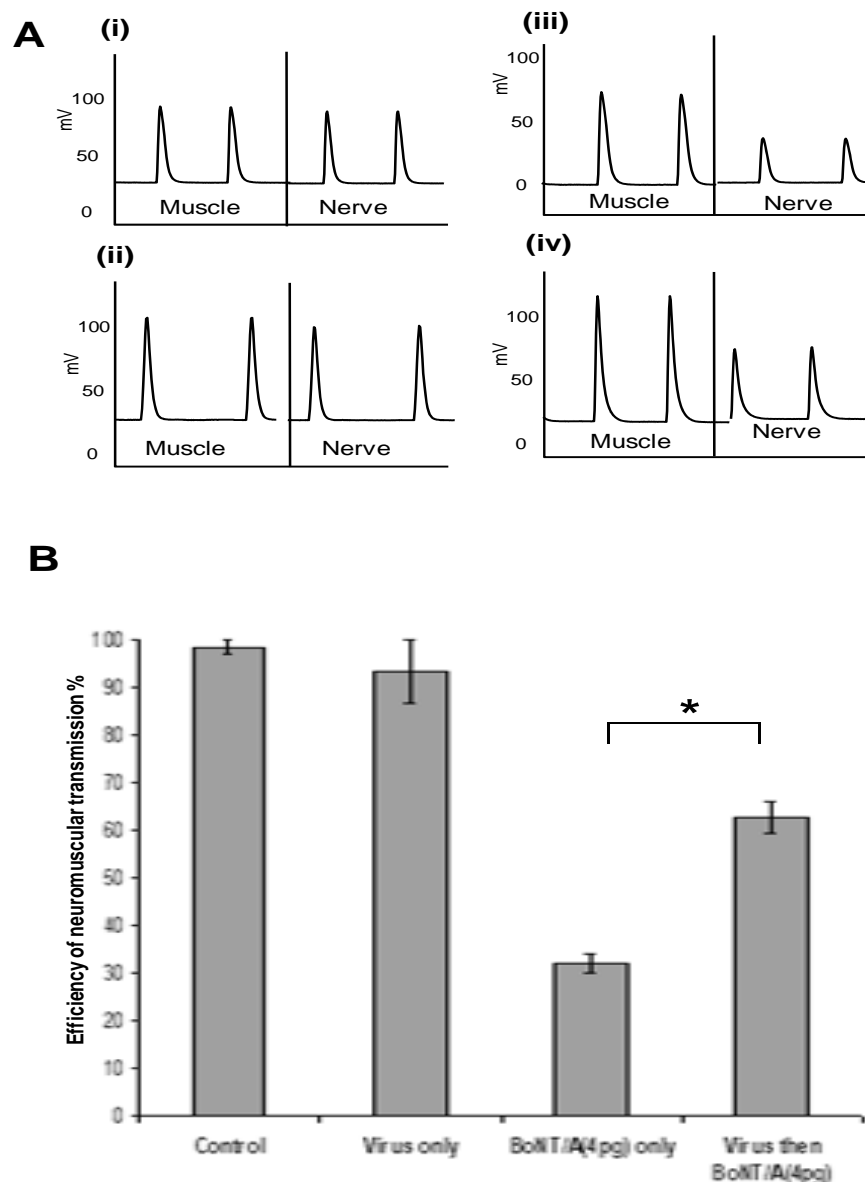 A
(i)
100
mV
50
0
Muscle Nerve
(ii)
100
mV
50
0
Muscle Nerve
(iii)
100
mV
50
0
Muscle Nerve
(iv)
100
mV
50
0
Muscle Nerve
B
Efficiency of neuromuscular transmission %
100
90
80
70
60
50
40
30
20
10
0
*
Control Virus only BoNT/A(4pg) only Virus then
BoNT/A(4pg)